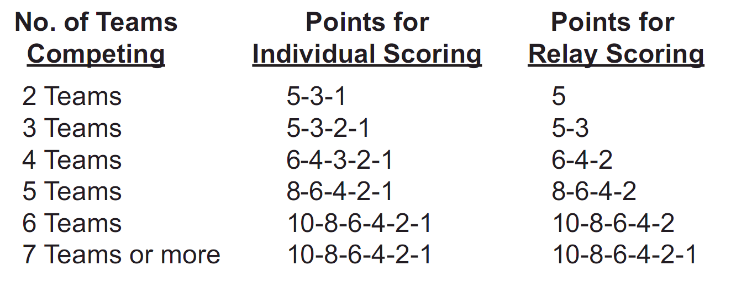 No. of Teams Points for Points for
Competing Individual Scoring Relay Scoring
2 Teams 5-3-1 5
3 Teams 5-3-2-1 5-3
4 Teams 6-4-3-2-1 6-4-2
5 Teams 8-6-4-2-1 8-6-4-2
6 Teams 10-8-6-4-2-1 10-8-6-4-2
7 Teams or more 10-8-6-4-2-1 10-8-6-4-2-1